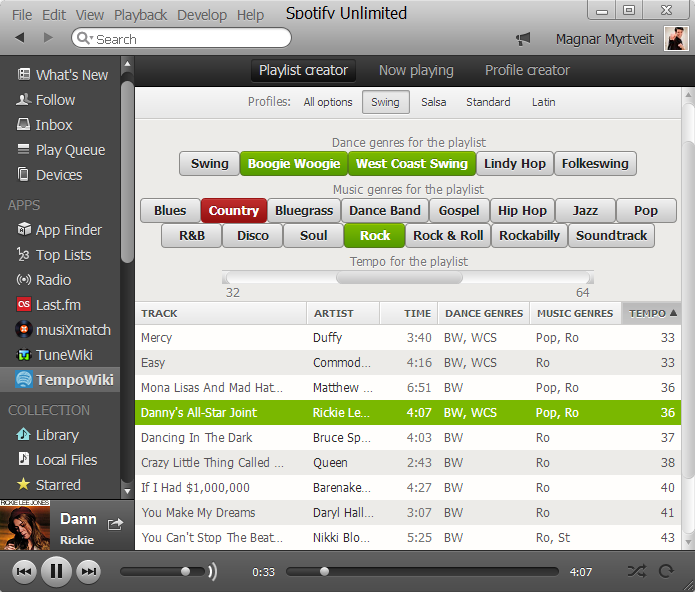 File Edit View Playback Develop Help Spotify Unlimited
Search
Magnar Myrtveit
What's New
Follow
Inbox
Play Queue
Devices
APPS
App Finder
Top Lists
Radio
Last.fm
musiXmatch
TuneWiki
TempoWiki
COLLECTION
Library
Local Files
Starred
RICKIE LEE JONES
Dann
Rickie
Playlist creator Now playing Profile creator
Profiles: All options Swing Salsa Standard Latin
Dance genres for the playlist
Swing Boogie Woogie West Coast Swing Lindy Hop Folkeswing
Music genres for the playlist
Blues Country Bluegrass Dance Band Gospel Hip Hop Jazz Pop
R&B Disco Soul Rock Rock & Roll Rockabilly Soundtrack
Tempo for the playlist
32 64
TRACK ARTIST TIME DANCE GENRES MUSIC GENRES TEMPO
Mercy Duffy 3:40 BW, WCS Pop, Ro 33
Easy Commod... 4:16 BW, WCS Ro 33
Mona Lisas And Mad Hat... Matthew ... 6:51 BW Pop, Ro 36
Danny's All-Star Joint Rickie Le... 4:07 BW, WCS Pop, Ro 36
Dancing In The Dark Bruce Sp... 4:03 BW Ro 37
Crazy Little Thing Called ... Queen 2:43 BW Ro 38
If I Had $1,000,000 Barenake... 4:27 BW Ro 40
You Make My Dreams Daryl Hall... 3:07 BW Ro 41
You Can't Stop The Beat... Nikki Blo... 5:25 BW Ro, St 43
0:33 4:07